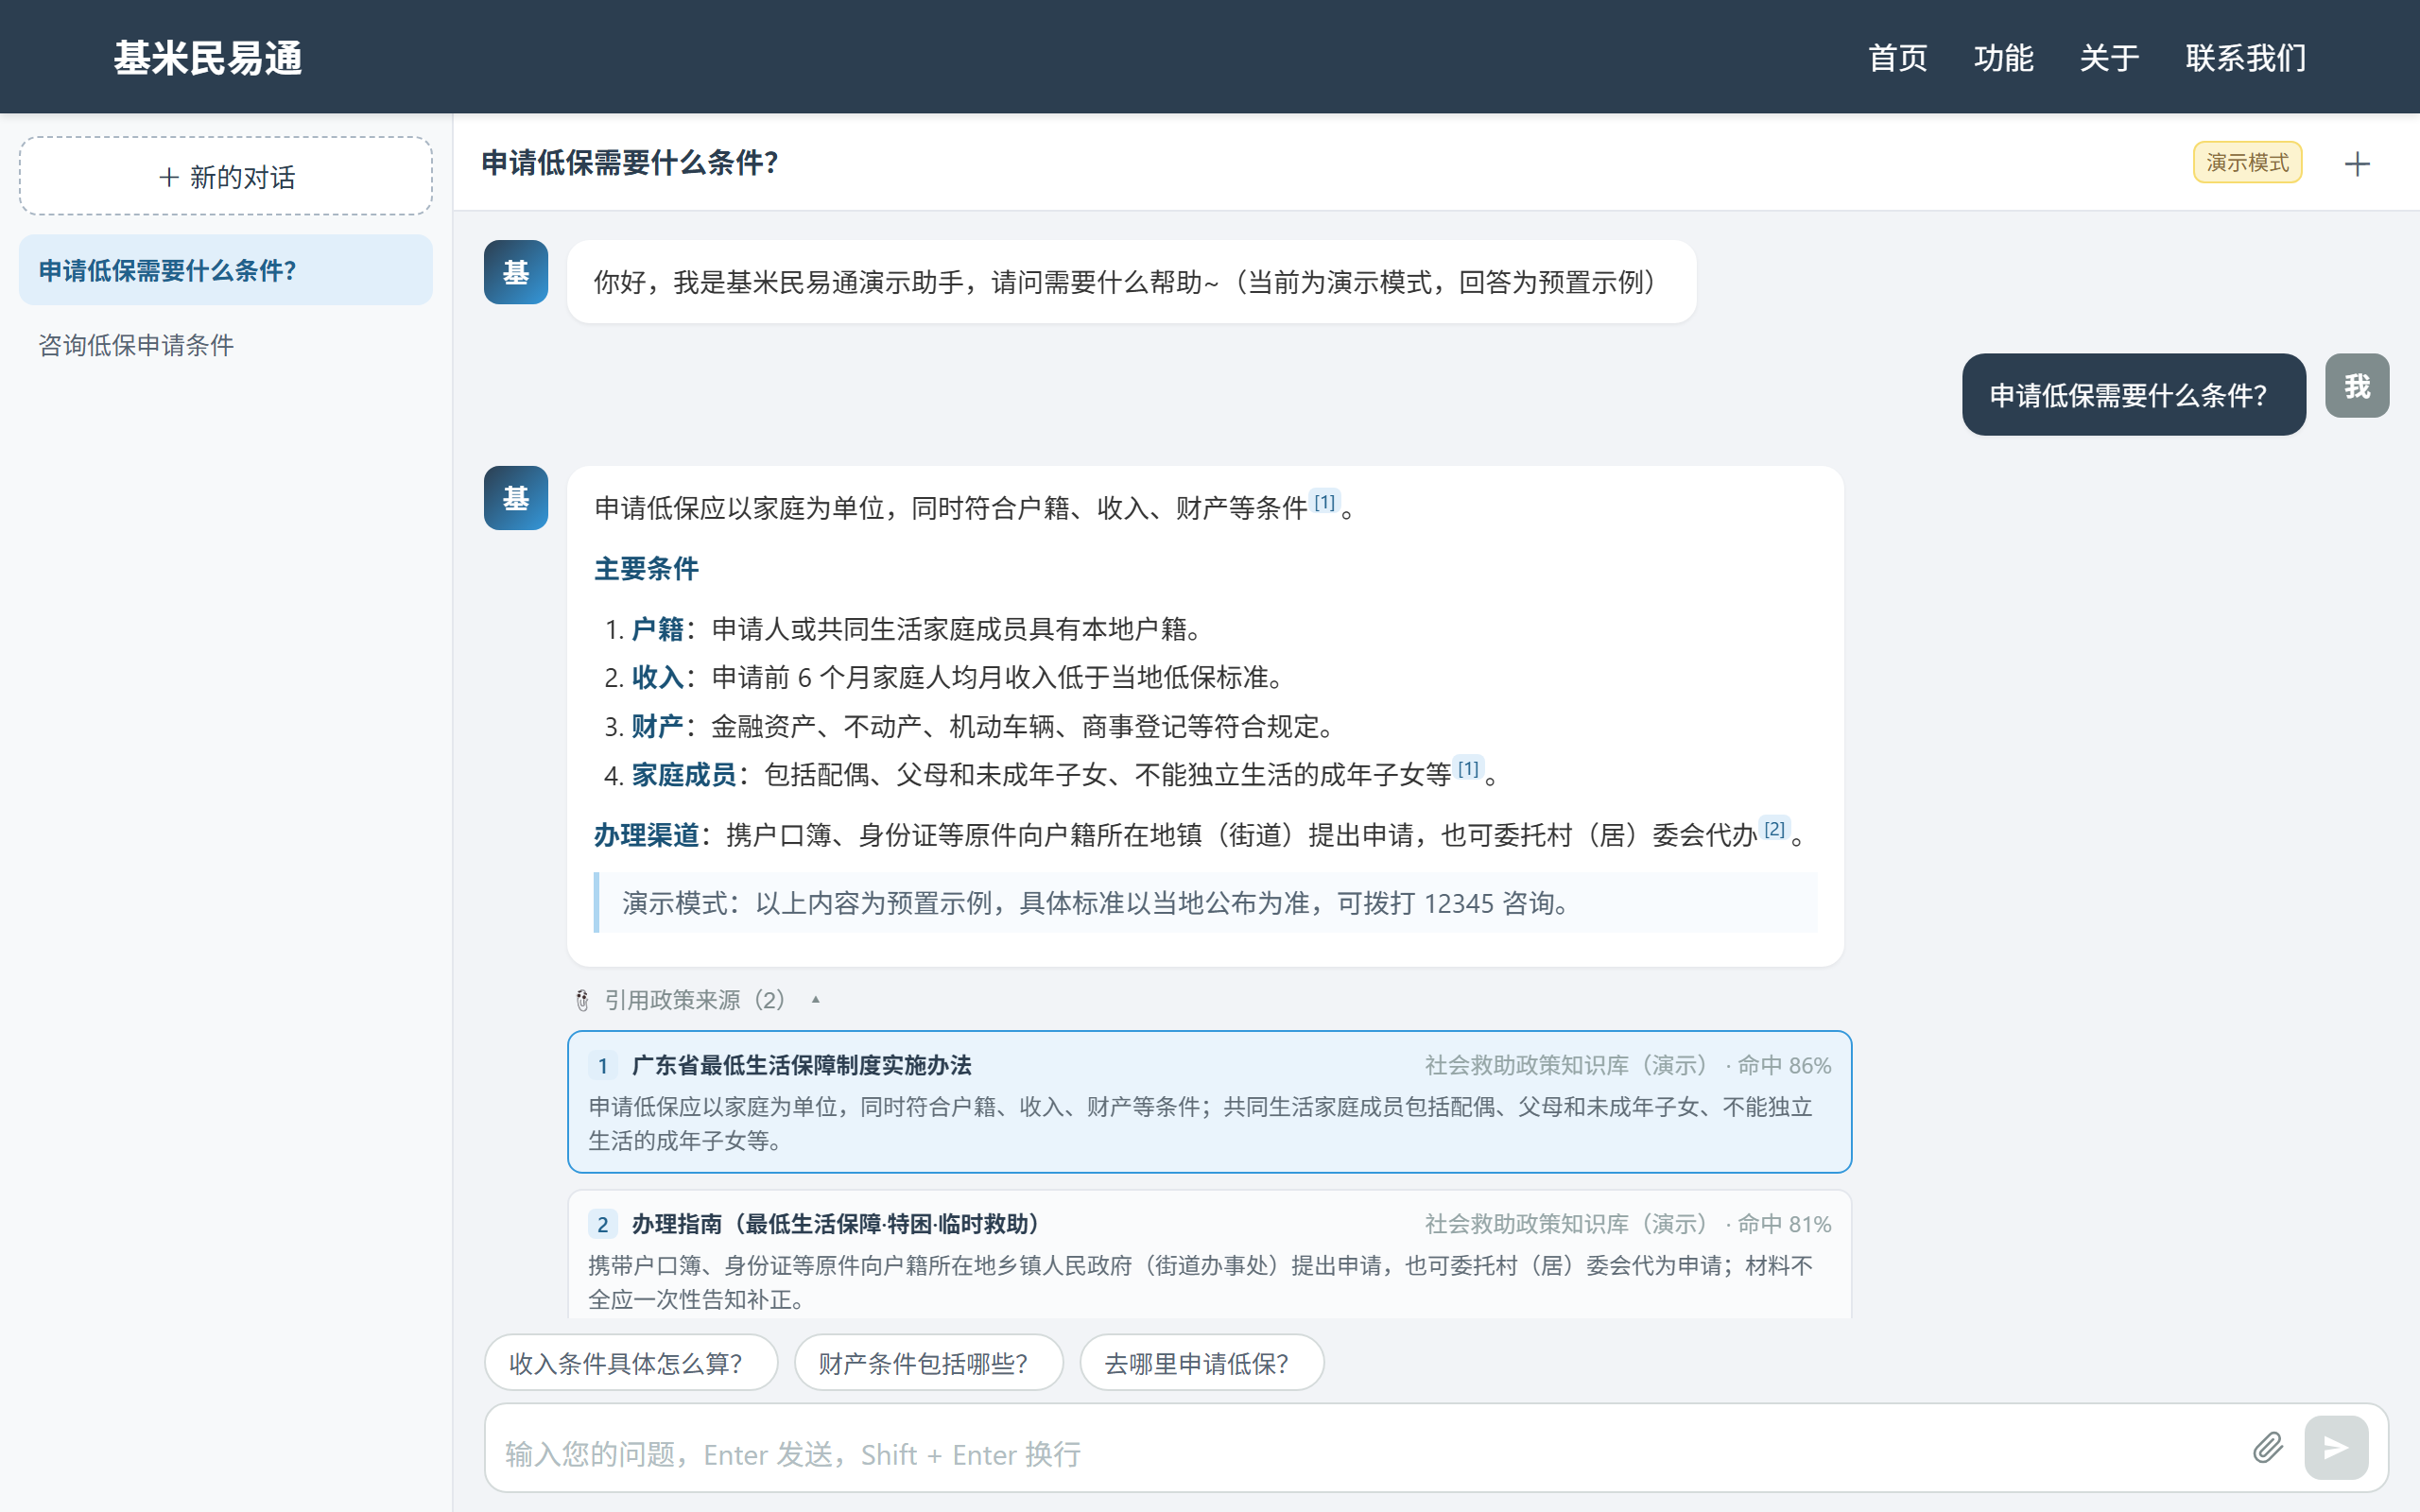 基米民易通
首页 功能 关于 联系我们
+ 新的对话
申请低保需要什么条件？
咨询低保申请条件
申请低保需要什么条件？
演示模式 +
基
你好，我是基米民易通演示助手，请问需要什么帮助~（当前为演示模式，回答为预置示例）
申请低保需要什么条件？
我
基
申请低保应以家庭为单位，同时符合户籍、收入、财产等条件[1]。
主要条件
1. 户籍：申请人或共同生活家庭成员具有本地户籍。
2. 收入：申请前 6 个月家庭人均月收入低于当地低保标准。
3. 财产：金融资产、不动产、机动车辆、商事登记等符合规定。
4. 家庭成员：包括配偶、父母和未成年子女、不能独立生活的成年子女等[1]。
办理渠道：携户口簿、身份证等原件向户籍所在地镇（街道）提出申请，也可委托村（居）委会代办[2]。
演示模式：以上内容为预置示例，具体标准以当地公布为准，可拨打 12345 咨询。
引用政策来源（2） ▲
1 广东省最低生活保障制度实施办法 社会救助政策知识库（演示） · 命中 86%
申请低保应以家庭为单位，同时符合户籍、收入、财产等条件；共同生活家庭成员包括配偶、父母和未成年子女、不能独立
生活的成年子女等。
2 办理指南（最低生活保障·特困·临时救助） 社会救助政策知识库（演示） · 命中 81%
携带户口簿、身份证等原件向户籍所在地乡镇人民政府（街道办事处）提出申请，也可委托村（居）委会代为申请；材料不
全应一次性告知补正。
收入条件具体怎么算？ 财产条件包括哪些？ 去哪里申请低保？
输入您的问题，Enter 发送，Shift + Enter 换行